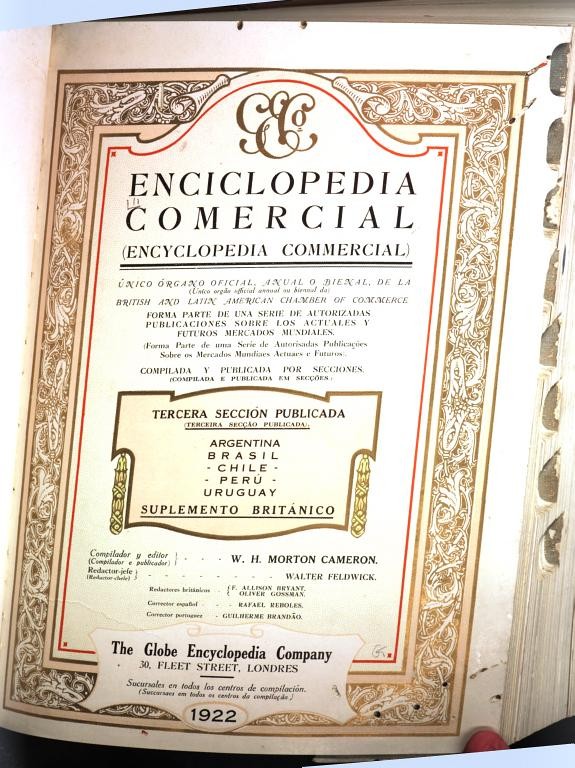 ENCICLOPEDIA
COMERCIAL
(ENCYCLOPEDIA COMMERCIAL)
ÚNICO ÓRGANO OFICIAL, ANUAL O BIENAL, DE LA
(Unico orgão official annual ou biennal da)
BRITISH AND LATIN AMERICAN CHAMBER OF COMMERCE
FORMA PARTE DE UNA SERIE DE AUTORIZADAS
PUBLICACIONES SOBRE LOS ACTUALES Y
FUTUROS MERCADOS MUNDIALES.
(Forma Parte de uma Serie de Autorisadas Publicações
Sobre os Mercados Mundiaes Actuaes e Futuros).
COMPILADA Y PUBLICADA POR SECCIONES.
(COMPILADA E PUBLICADA EM SECÇÕES.)
TERCERA SECCIÓN PUBLICADA
(TERCEIRA SECÇÃO PUBLICADA).
ARGENTINA
BRASIL
- CHILE -
- PERÚ -
URUGUAY
SUPLEMENTO BRITÁNICO
Compilador y editor
(Compilador e publicador) } - - - W. H. MORTON CAMERON.
Redactor-jefe
(Redactor-chefe) } - - - - - - WALTER FELDWICK.
Redactores británicos - { F. ALLISON BRYANT,
OLIVER GOSSMAN.
Corrector español - - - RAFAEL REBOLES.
Corrector portuguez - - GUILHERME BRANDÃO.
The Globe Encyclopedia Company
30, FLEET STREET, LONDRES
Sucursales en todos los centros de compilación.
(Succursaes em todos os centros da compilação.)
1922